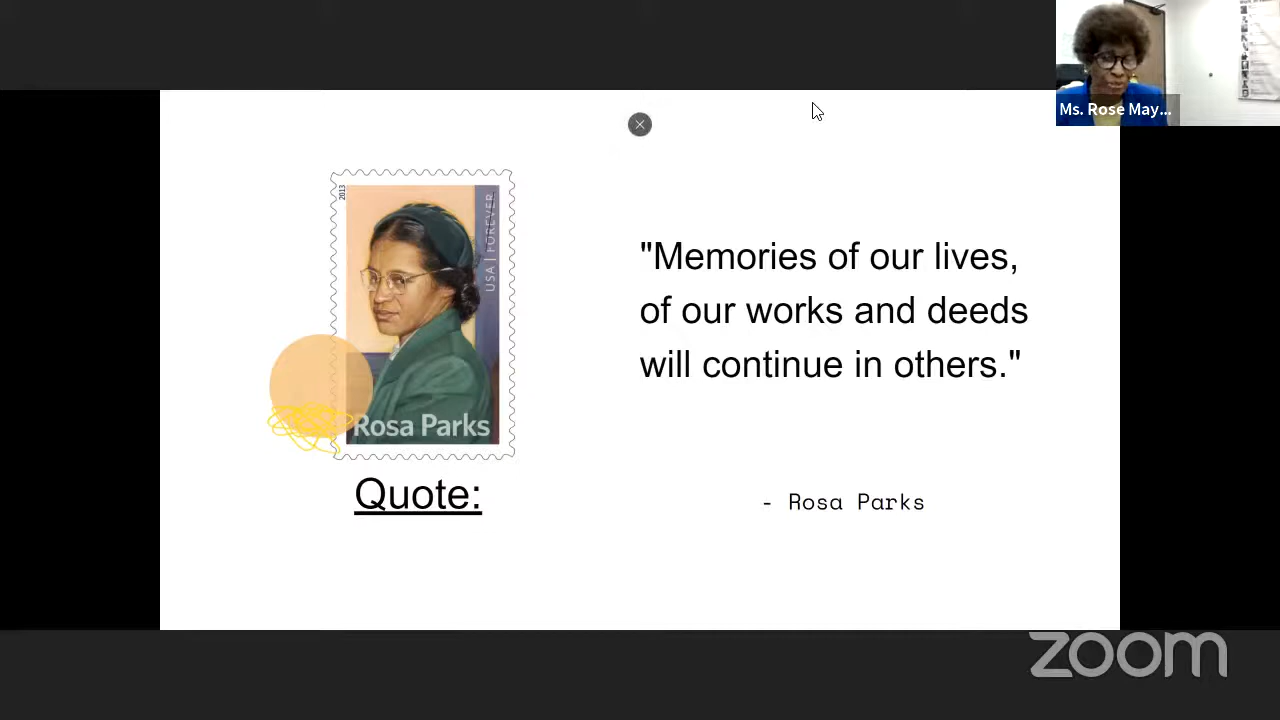 Ms. Rose May...
2013
USA | FOREVER
Rosa Parks
Quote:
"Memories of our lives,
of our works and deeds
will continue in others."
- Rosa Parks
zoom